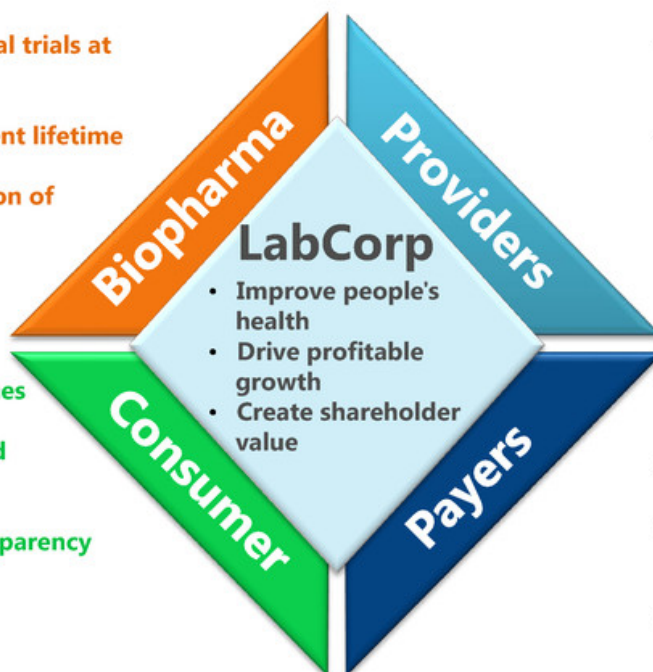 al trials at
nt lifetime
on of
Biopharma
Providers
LabCorp
• Improve people's
health
• Drive profitable
growth
• Create shareholder
value
es
d
parency
Consumer
Payers